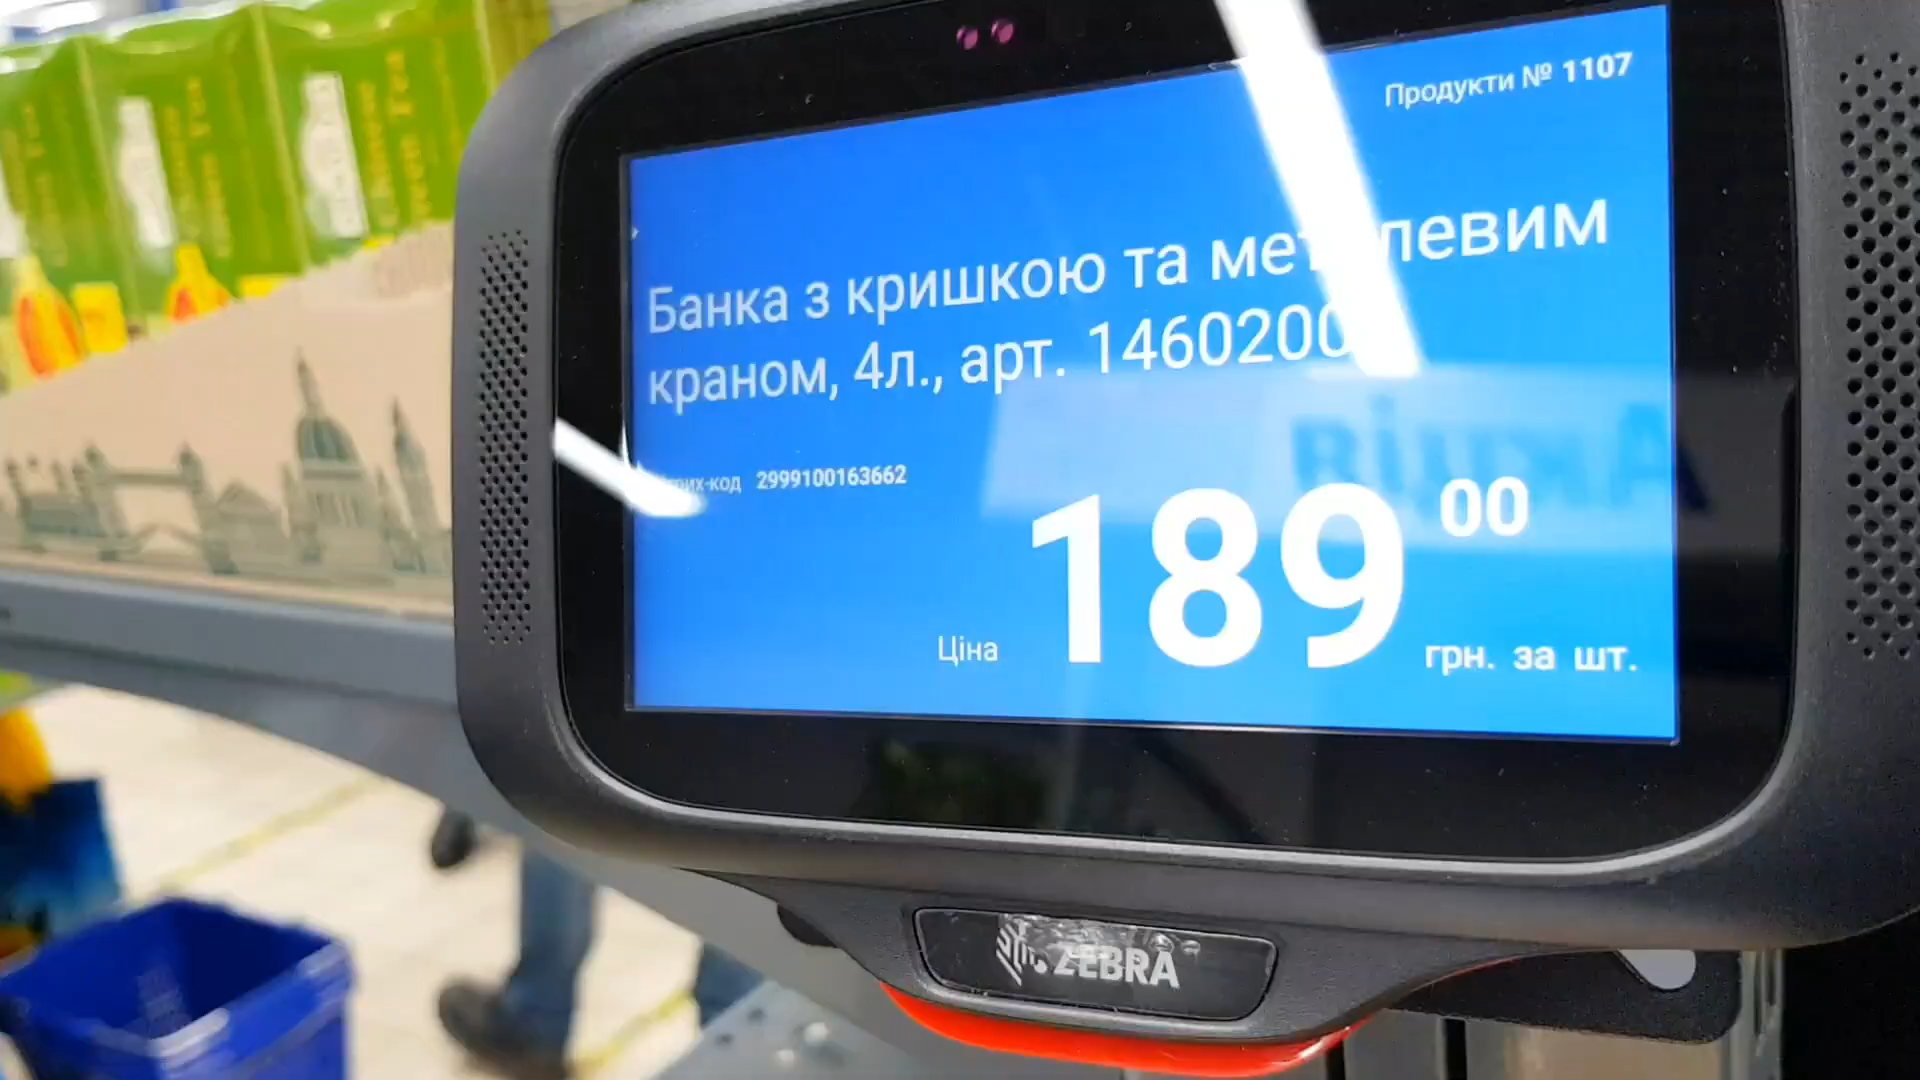 Продукти № 1107
Банка з кришкою та металевим
краном, 4л., арт. 1460200
Штрих-код 2999100163662
189 00
Ціна грн. за шт.
Акція
ZEBRA